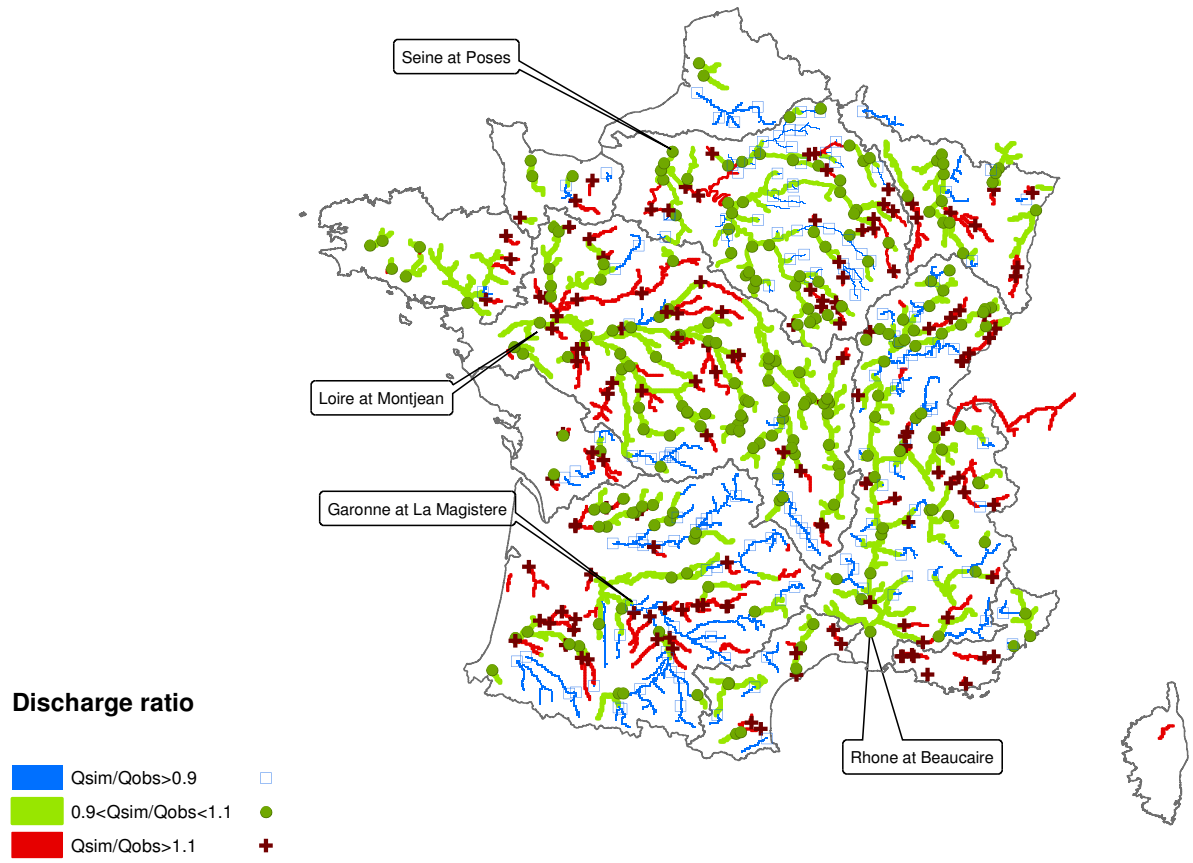 Seine at Poses
Loire at Montjean
Garonne at La Magistere
Rhone at Beaucaire
Discharge ratio
Qsim/Qobs>0.9
0.9<Qsim/Qobs<1.1
Qsim/Qobs>1.1